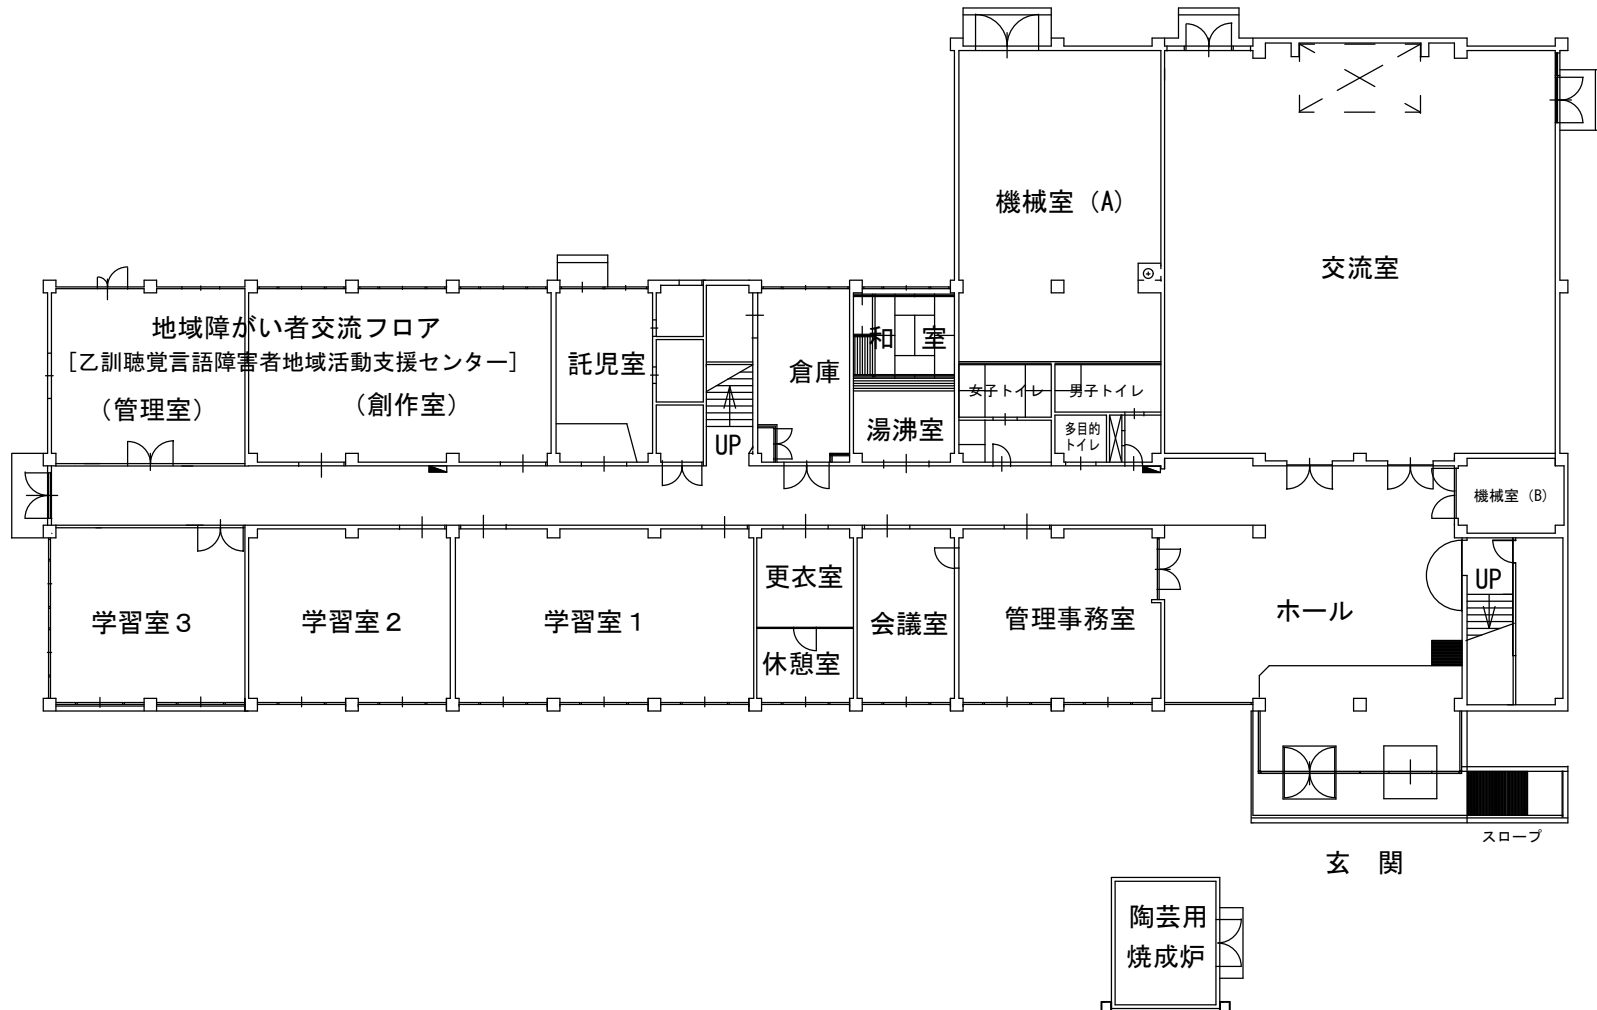 機械室（A）
交流室
地域障がい者交流フロア
［乙訓聴覚言語障害者地域活動支援センター］
（管理室）
（創作室）
託児室
UP
倉庫
和　室
湯沸室
女子トイレ
男子トイレ
多目的
トイレ
機械室（B）
学習室３
学習室２
学習室１
更衣室
休憩室
会議室
管理事務室
ホール
UP
スロープ
玄　関
陶芸用
焼成炉